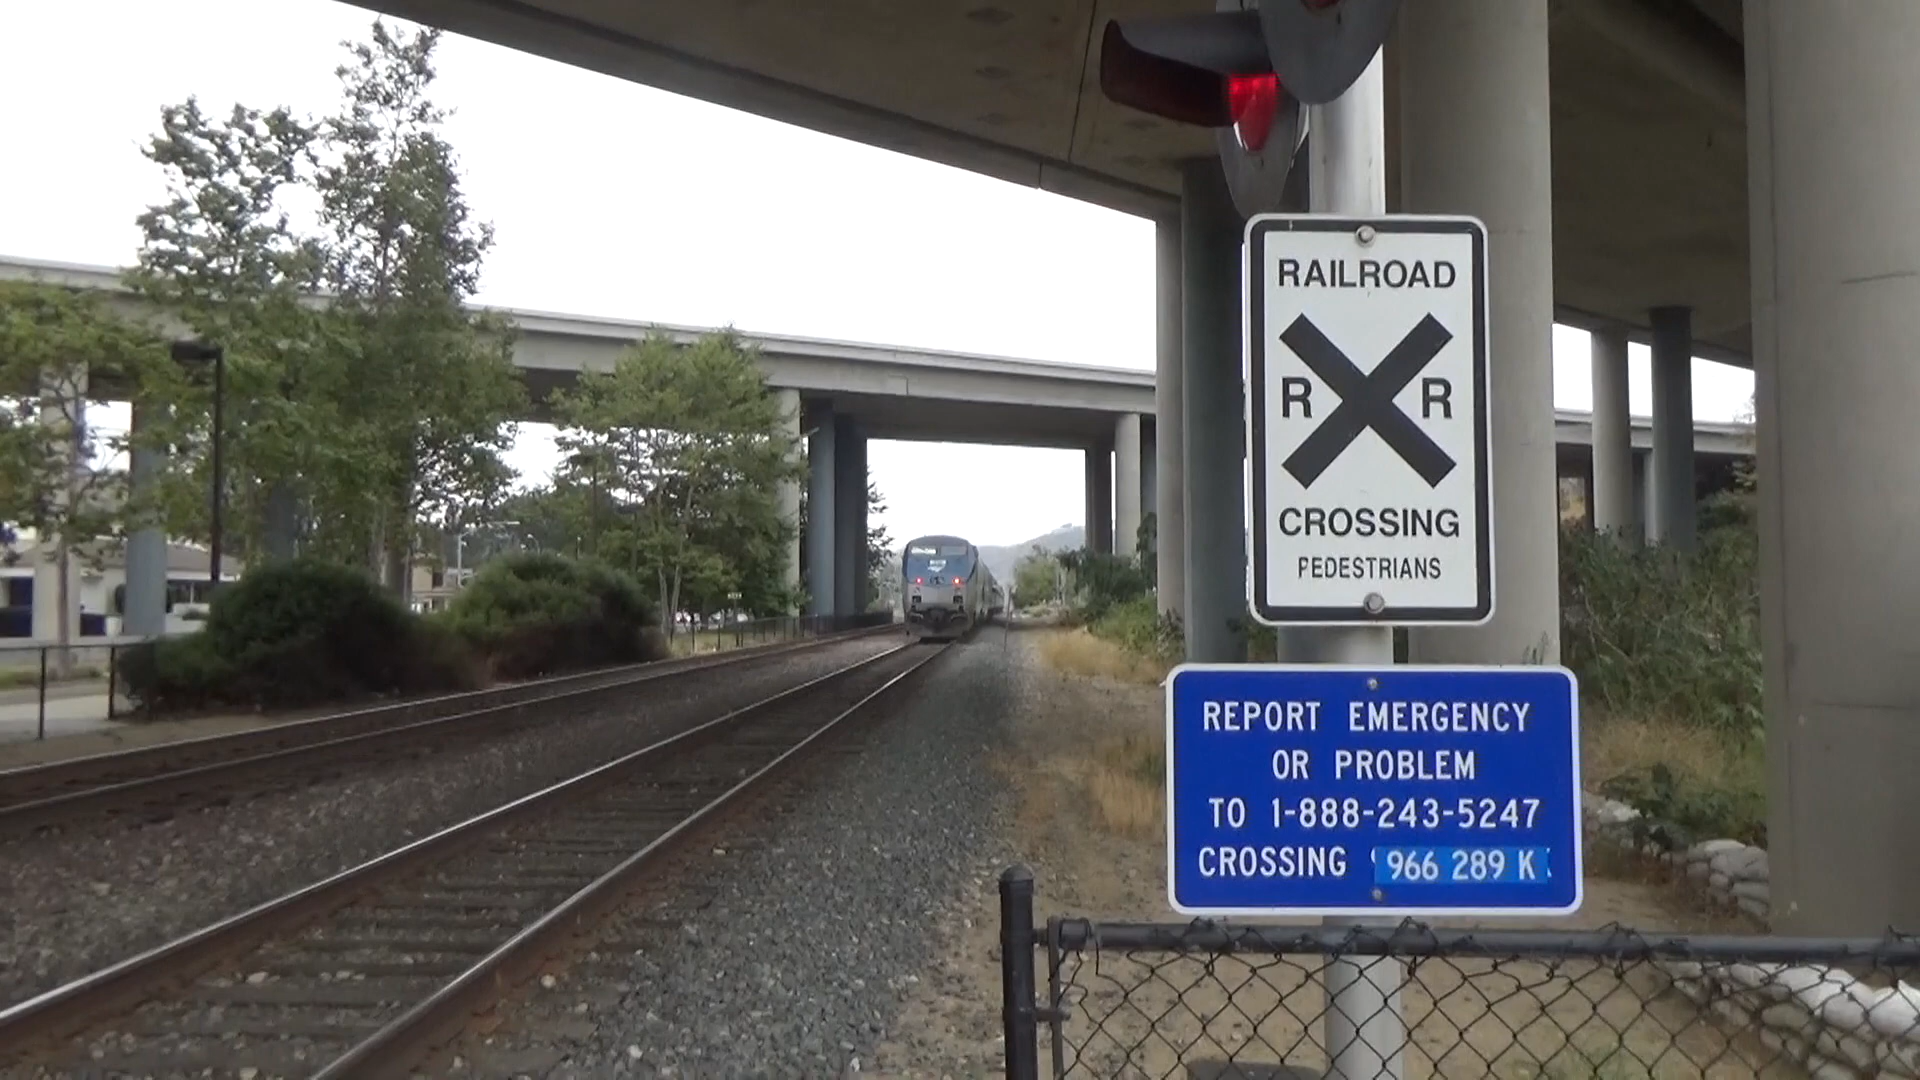 RAILROAD
R R
CROSSING
PEDESTRIANS
REPORT EMERGENCY
OR PROBLEM
TO 1-888-243-5247
CROSSING 966 289 K